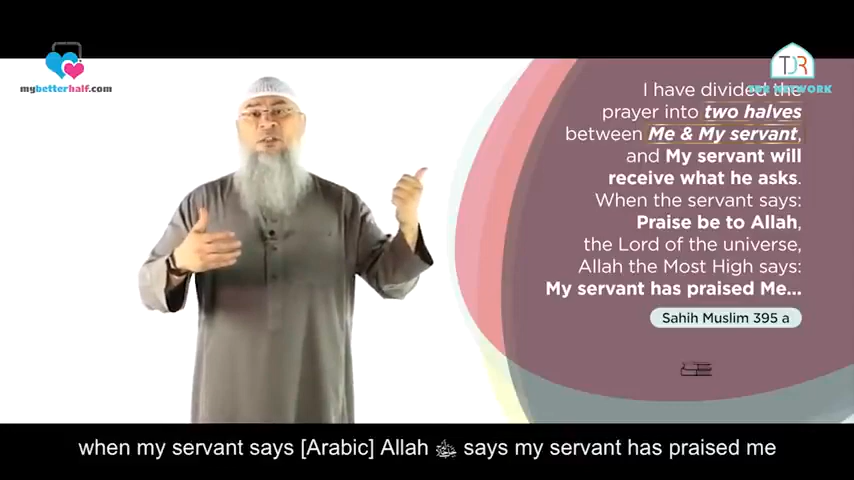 mybetterhalf.com
TDR
I have divided the
prayer into two halves
between Me & My servant,
and My servant will
receive what he asks.
When the servant says:
Praise be to Allah,
the Lord of the universe,
Allah the Most High says:
My servant has praised Me...
Sahih Muslim 395 a
when my servant says [Arabic] Allah ﷻ says my servant has praised me